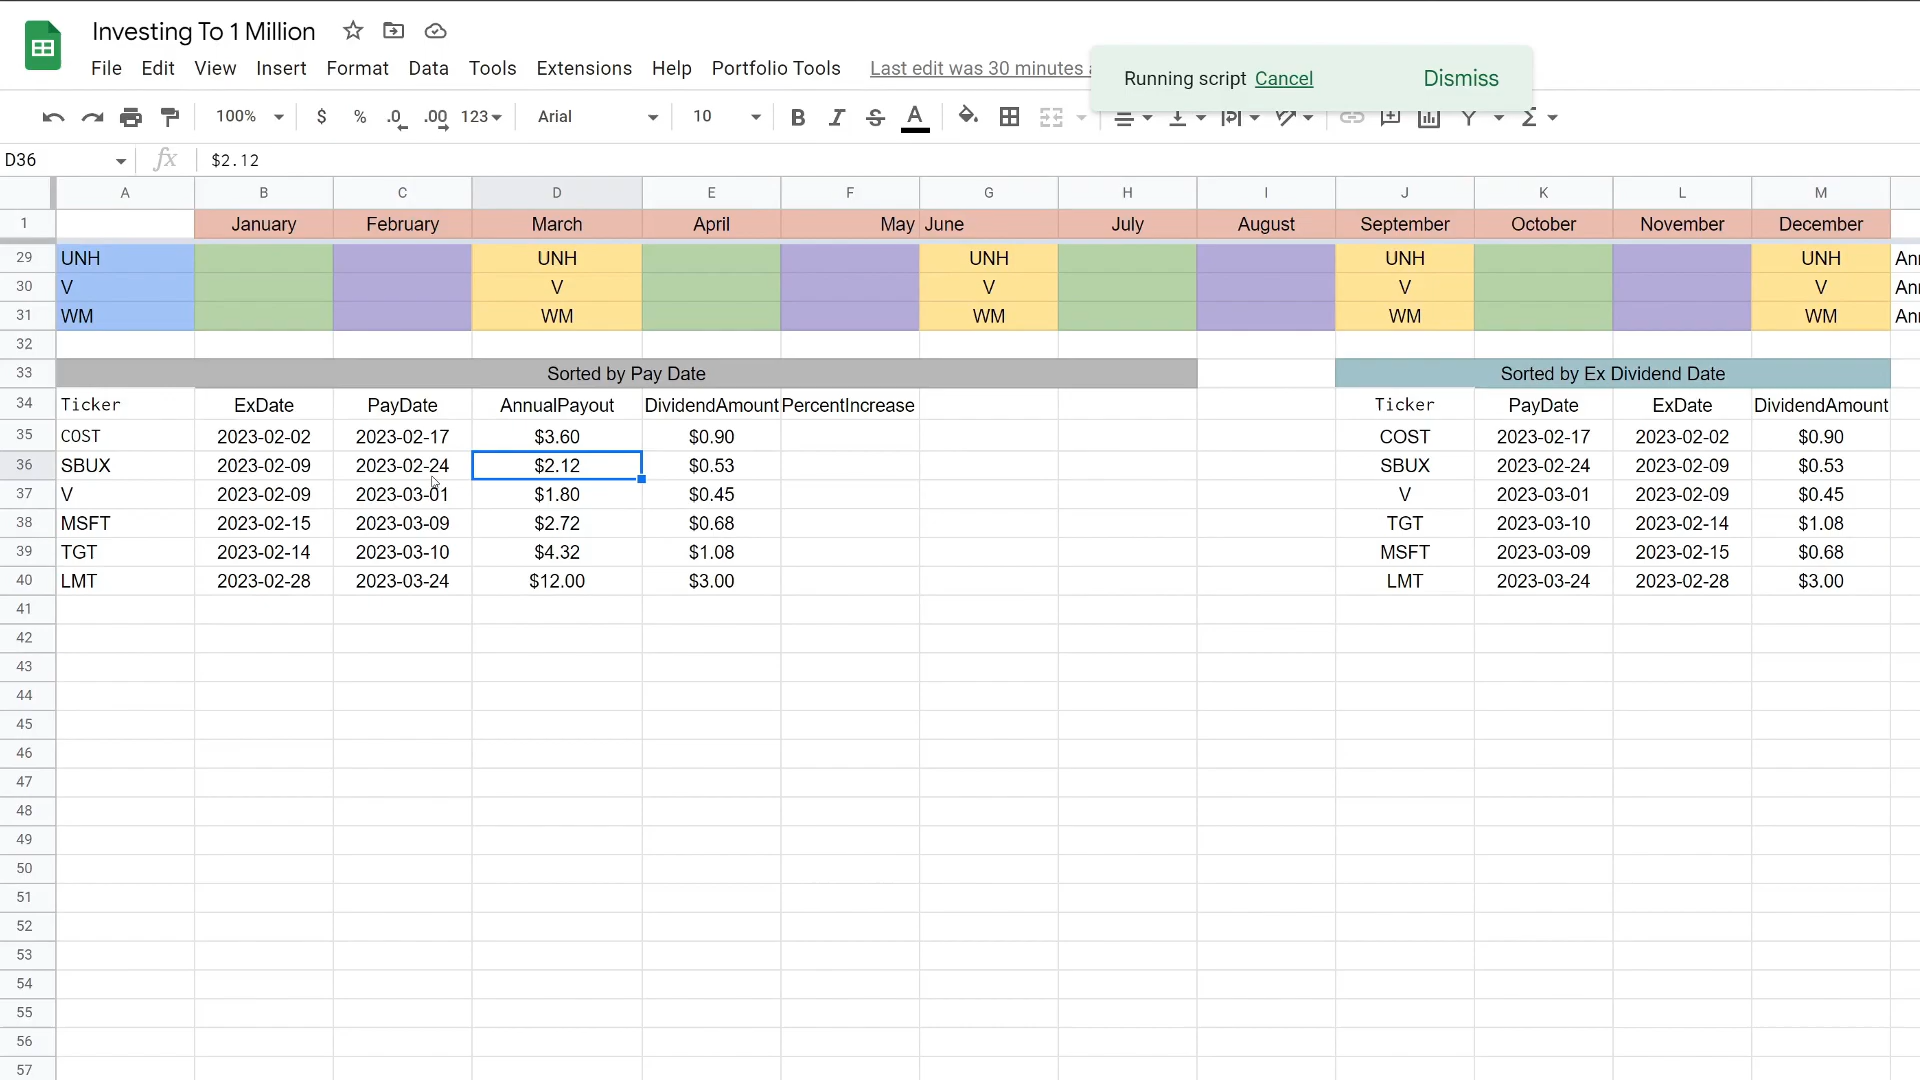 Investing To 1 Million
File Edit View Insert Format Data Tools Extensions Help Portfolio Tools Last edit was 30 minutes
Running script Cancel Dismiss
100% $ % .0 .00 123 Arial 10 B I S A
D36 fx $2.12
A B C D E F G H I J K L M
1 January February March April May June July August September October November December
29 UNH UNH UNH UNH UNH
30 V V V V V
31 WM WM WM WM WM
32
33 Sorted by Pay Date Sorted by Ex Dividend Date
34 Ticker ExDate PayDate AnnualPayout DividendAmount PercentIncrease Ticker PayDate ExDate DividendAmount
35 COST 2023-02-02 2023-02-17 $3.60 $0.90 COST 2023-02-17 2023-02-02 $0.90
36 SBUX 2023-02-09 2023-02-24 $2.12 $0.53 SBUX 2023-02-24 2023-02-09 $0.53
37 V 2023-02-09 2023-03-01 $1.80 $0.45 V 2023-03-01 2023-02-09 $0.45
38 MSFT 2023-02-15 2023-03-09 $2.72 $0.68 TGT 2023-03-10 2023-02-14 $1.08
39 TGT 2023-02-14 2023-03-10 $4.32 $1.08 MSFT 2023-03-09 2023-02-15 $0.68
40 LMT 2023-02-28 2023-03-24 $12.00 $3.00 LMT 2023-03-24 2023-02-28 $3.00
41
42
43
44
45
46
47
48
49
50
51
52
53
54
55
56
57